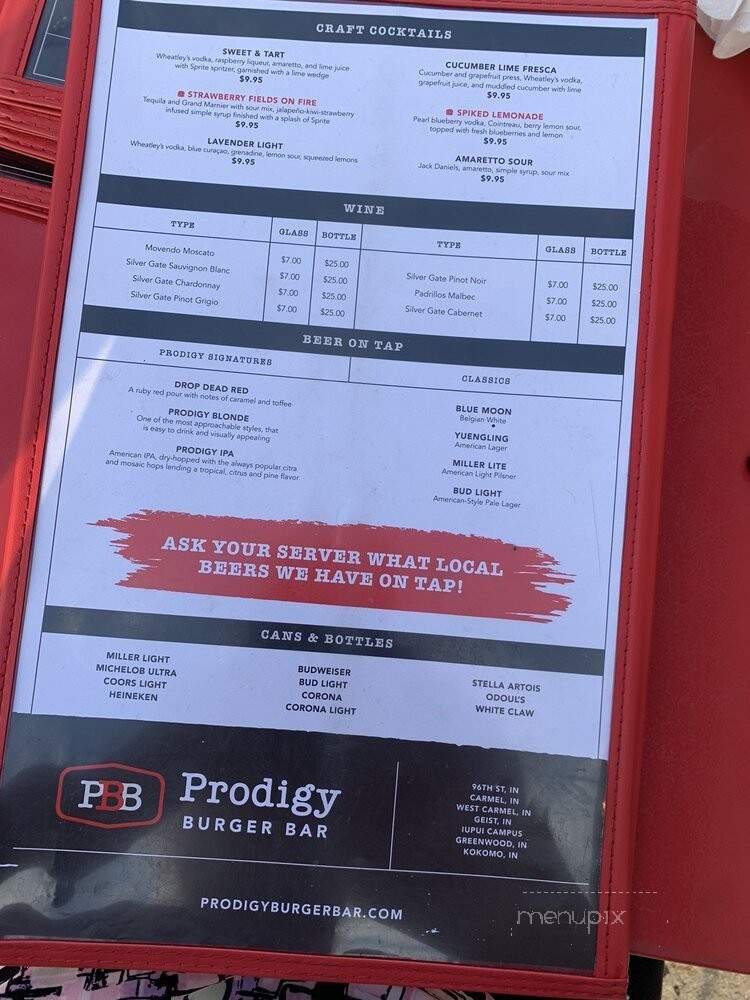 CRAFT COCKTAILS
SWEET & TART
Wheatley's vodka, raspberry liqueur, amaretto, and lime juice
with Sprite spritzer, garnished with a lime wedge
$9.95
STRAWBERRY FIELDS ON FIRE
Tequila and Grand Marnier with sour mix, jalapeño-kiwi-strawberry
infused simple syrup finished with a splash of Sprite
$9.95
LAVENDER LIGHT
Wheatley's vodka, blue curaçao, grenadine, lemon sour, squeezed lemons
$9.95
CUCUMBER LIME FRESCA
Cucumber and grapefruit press, Wheatley's vodka,
grapefruit juice, and muddled cucumber with lime
$9.95
SPIKED LEMONADE
Pearl blueberry vodka, Cointreau, berry lemon sour,
topped with fresh blueberries and lemon
$9.95
AMARETTO SOUR
Jack Daniels, amaretto, simple syrup, sour mix
$9.95
WINE
TYPE GLASS BOTTLE
Movendo Moscato $7.00 $25.00
Silver Gate Sauvignon Blanc $7.00 $25.00
Silver Gate Chardonnay $7.00 $25.00
Silver Gate Pinot Grigio $7.00 $25.00
TYPE GLASS BOTTLE
Silver Gate Pinot Noir $7.00 $25.00
Padrillos Malbec $7.00 $25.00
Silver Gate Cabernet $7.00 $25.00
BEER ON TAP
PRODIGY SIGNATURES
DROP DEAD RED
A ruby red pour with notes of caramel and toffee
PRODIGY BLONDE
One of the most approachable styles, that
is easy to drink and visually appealing
PRODIGY IPA
American IPA, dry-hopped with the always popular citra
and mosaic hops lending a tropical, citrus and pine flavor
CLASSICS
BLUE MOON
Belgian White
YUENGLING
American Lager
MILLER LITE
American Light Pilsner
BUD LIGHT
American-Style Pale Lager
ASK YOUR SERVER WHAT LOCAL
BEERS WE HAVE ON TAP!
CANS & BOTTLES
MILLER LIGHT
MICHELOB ULTRA
COORS LIGHT
HEINEKEN
BUDWEISER
BUD LIGHT
CORONA
CORONA LIGHT
STELLA ARTOIS
ODOUL'S
WHITE CLAW
PBB
Prodigy
BURGER BAR
96TH ST, IN
CARMEL, IN
WEST CARMEL, IN
GEIST, IN
IUPUI CAMPUS
GREENWOOD, IN
KOKOMO, IN
PRODIGYBURGERBAR.COM
menupix